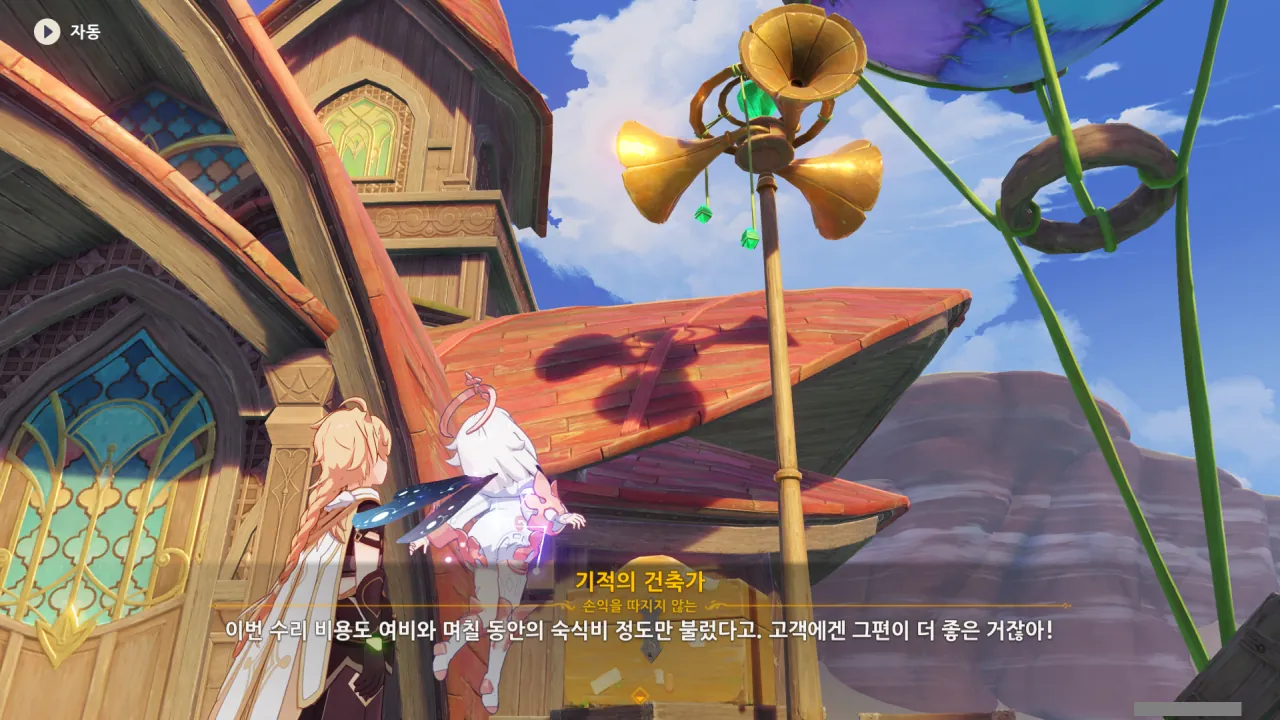 자동
기적의 건축가
손익을 따지지 않는
이번 수리 비용도 여비와 며칠 동안의 숙식비 정도만 불렀다고. 고객에겐 그편이 더 좋은 거잖아!